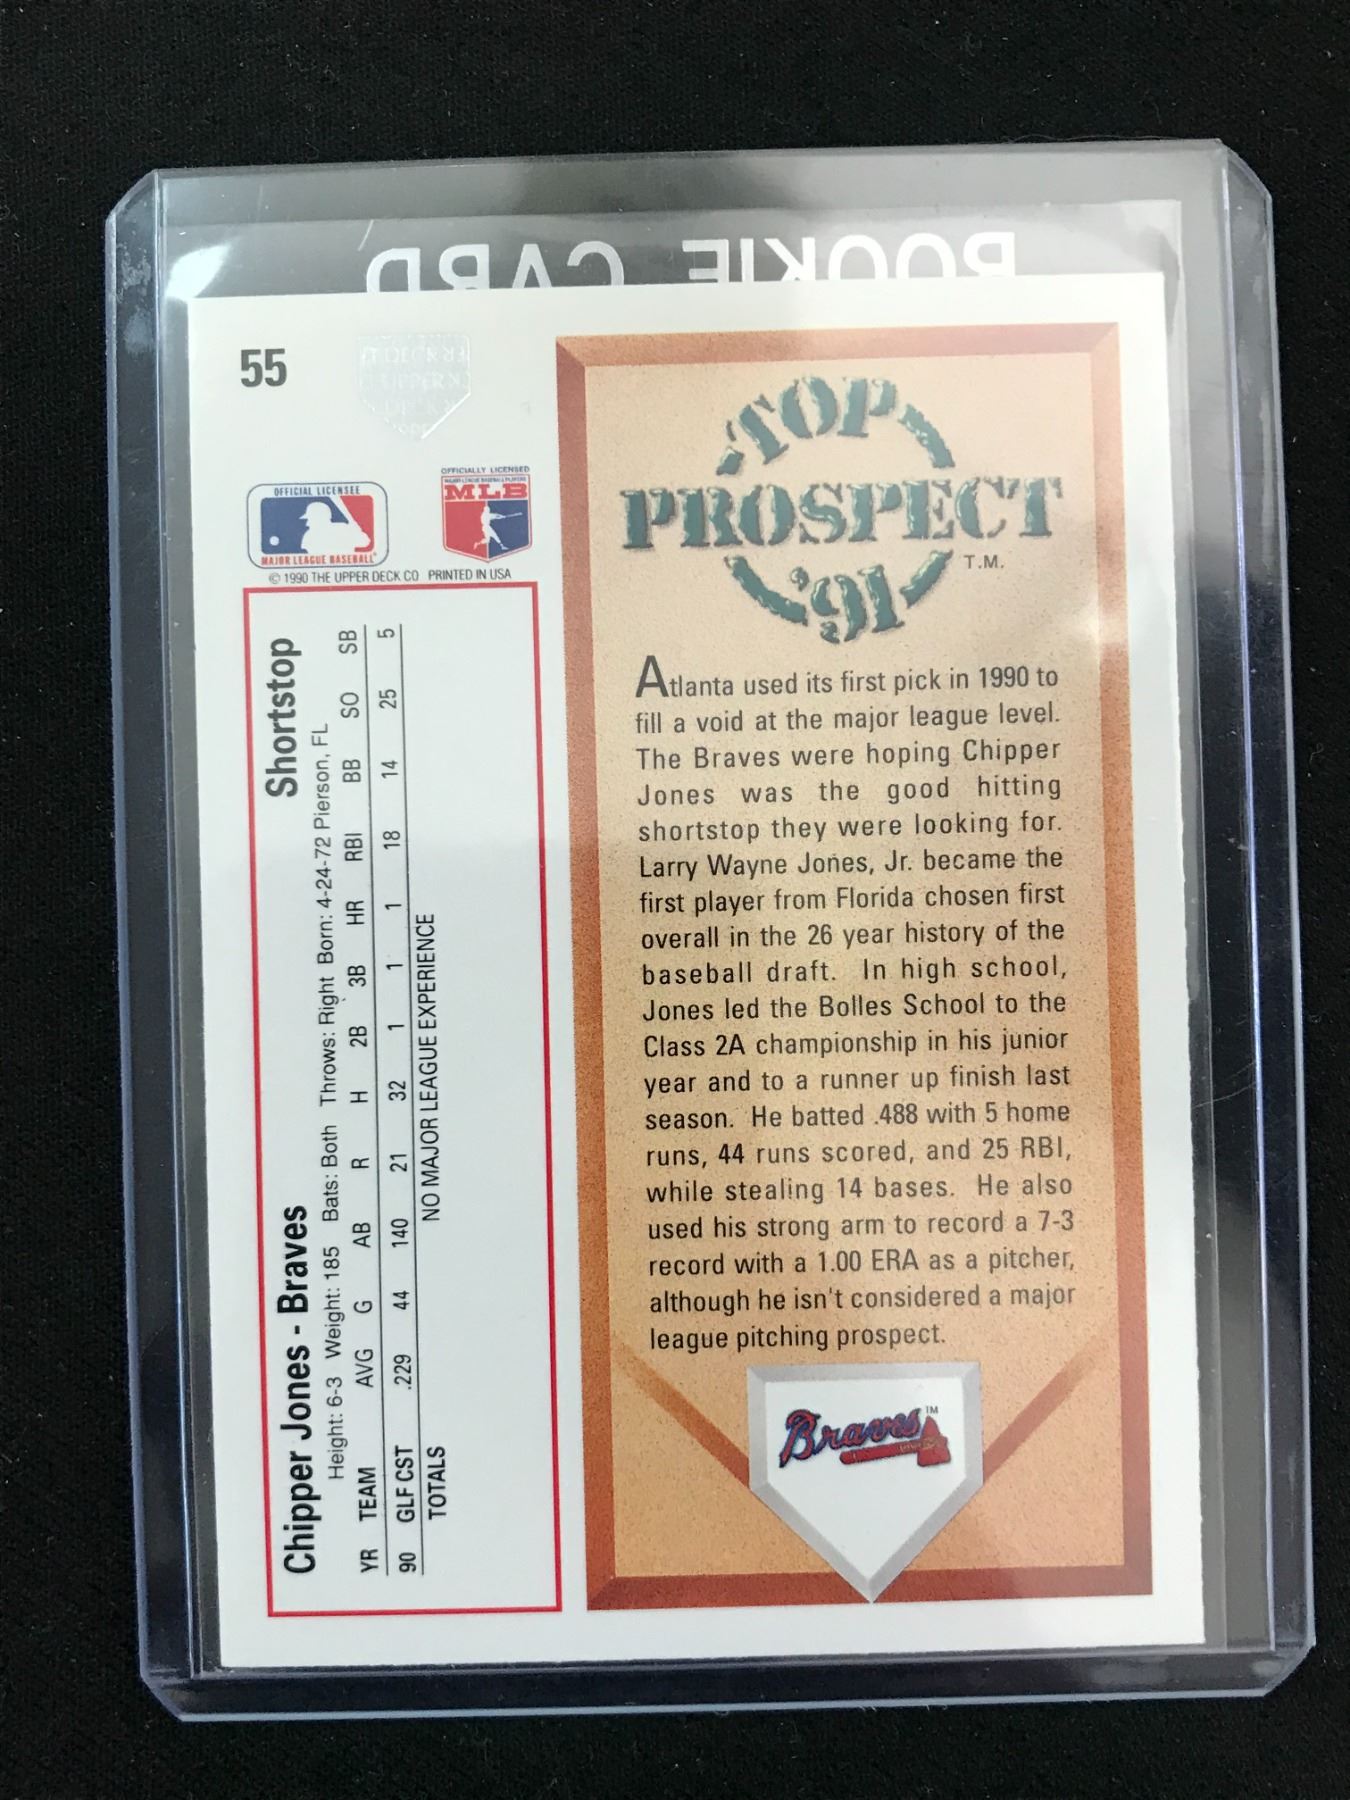 ROOKIE CARD
55
OFFICIAL LICENSEE
MAJOR LEAGUE BASEBALL
OFFICIALLY LICENSED
MAJOR LEAGUE BASEBALL PLAYERS
MLB
© 1990 THE UPPER DECK CO PRINTED IN USA
Chipper Jones - Braves Shortstop
Height: 6-3 Weight: 185 Bats: Both Throws: Right Born: 4-24-72 Pierson, FL
YR TEAM AVG G AB R H 2B 3B HR RBI BB SO SB
90 GLF CST .229 44 140 21 32 1 1 1 18 14 25 5
TOTALS NO MAJOR LEAGUE EXPERIENCE
TOP
PROSPECT
'91
T.M.
Atlanta used its first pick in 1990 to
fill a void at the major league level.
The Braves were hoping Chipper
Jones was the good hitting
shortstop they were looking for.
Larry Wayne Jones, Jr. became the
first player from Florida chosen first
overall in the 26 year history of the
baseball draft. In high school,
Jones led the Bolles School to the
Class 2A championship in his junior
year and to a runner up finish last
season. He batted .488 with 5 home
runs, 44 runs scored, and 25 RBI,
while stealing 14 bases. He also
used his strong arm to record a 7-3
record with a 1.00 ERA as a pitcher,
although he isn't considered a major
league pitching prospect.
Braves TM